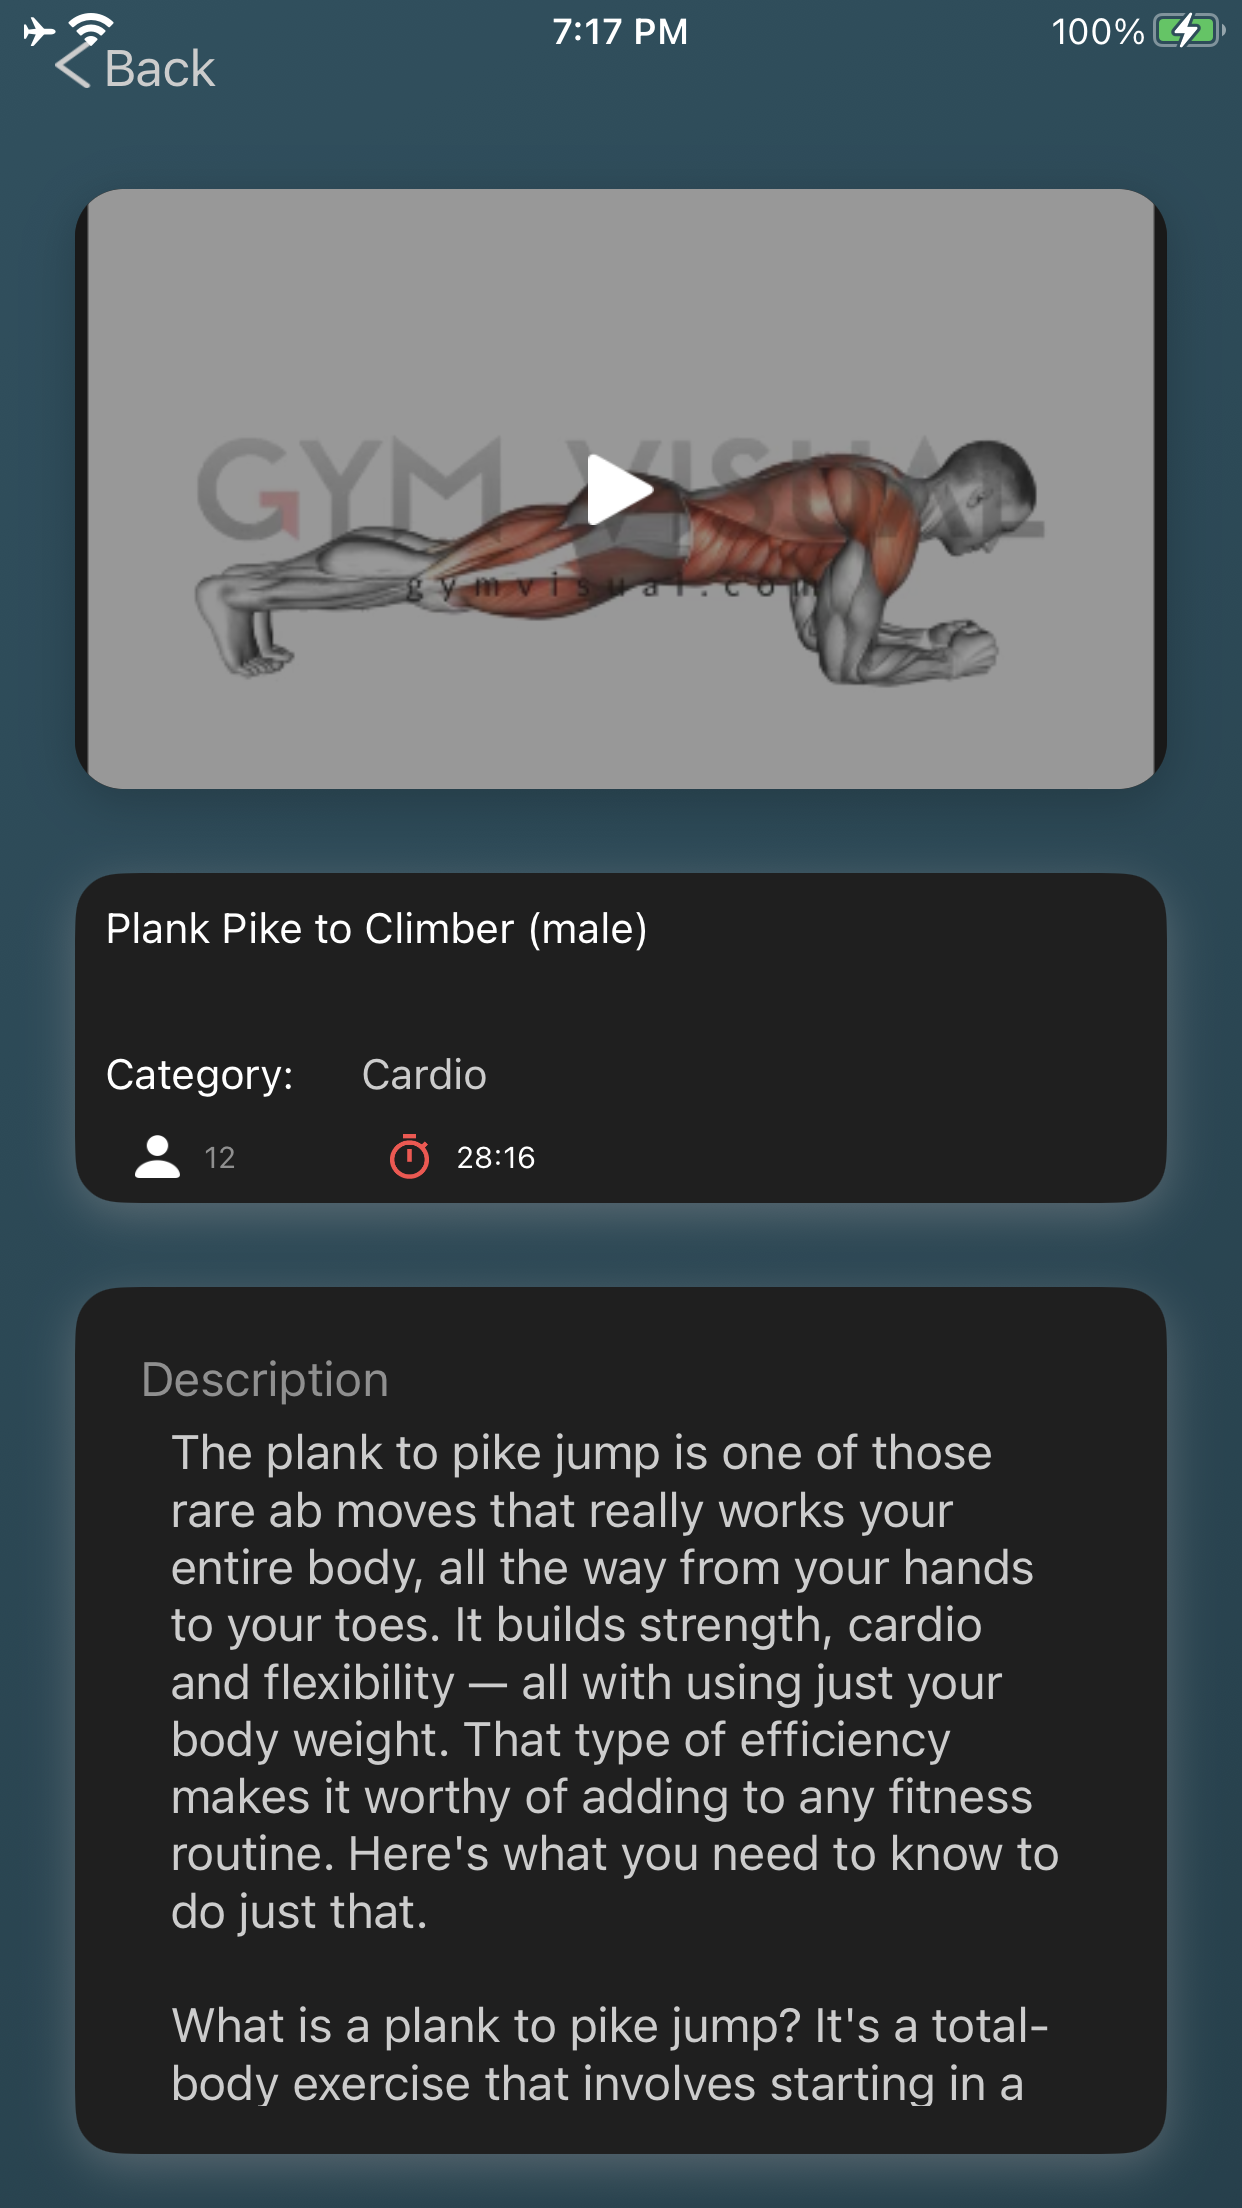 7:17 PM
100%
Back
GYM VISUAL
gymvisual.com
Plank Pike to Climber (male)
Category: Cardio
12 28:16
Description
The plank to pike jump is one of those
rare ab moves that really works your
entire body, all the way from your hands
to your toes. It builds strength, cardio
and flexibility — all with using just your
body weight. That type of efficiency
makes it worthy of adding to any fitness
routine. Here's what you need to know to
do just that.
What is a plank to pike jump? It's a total-
body exercise that involves starting in a